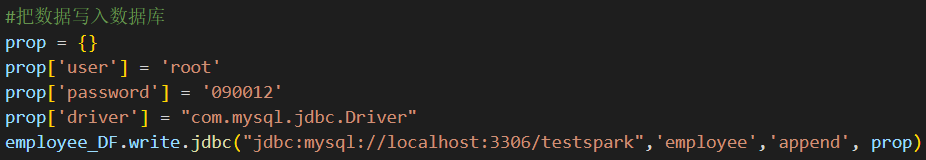 #把数据写入数据库
prop = {}
prop['user'] = 'root'
prop['password'] = '090012'
prop['driver'] = "com.mysql.jdbc.Driver"
employee_DF.write.jdbc("jdbc:mysql://localhost:3306/testspark",'employee','append', prop)